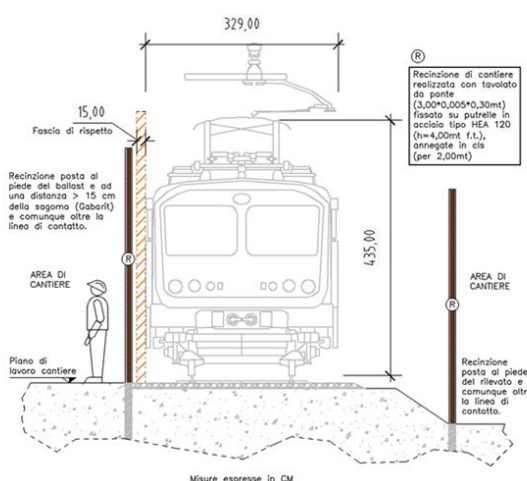 329,00
R
Recinzione di cantiere
realizzata con tavolato
da ponte
(3,00*0,005*0,30mt)
fissato su putrelle in
acciaio tipo HEA 120
(h=4,00mt f.t.),
annegate in cls
(per 2,00mt)
15,00
Fascia di rispetto
Recinzione posta al
piede del ballast e ad
una distanza > 15 cm
della sagoma (Gabarit)
e comunque oltre la
linea di contatto.
435,00
R
AREA DI
CANTIERE
AREA DI
CANTIERE
R
Piano di
lavoro cantiere
Recinzione
posta al piede
del rilevato e
comunque oltr
la linea di
contatto.
Misure espresse in CM